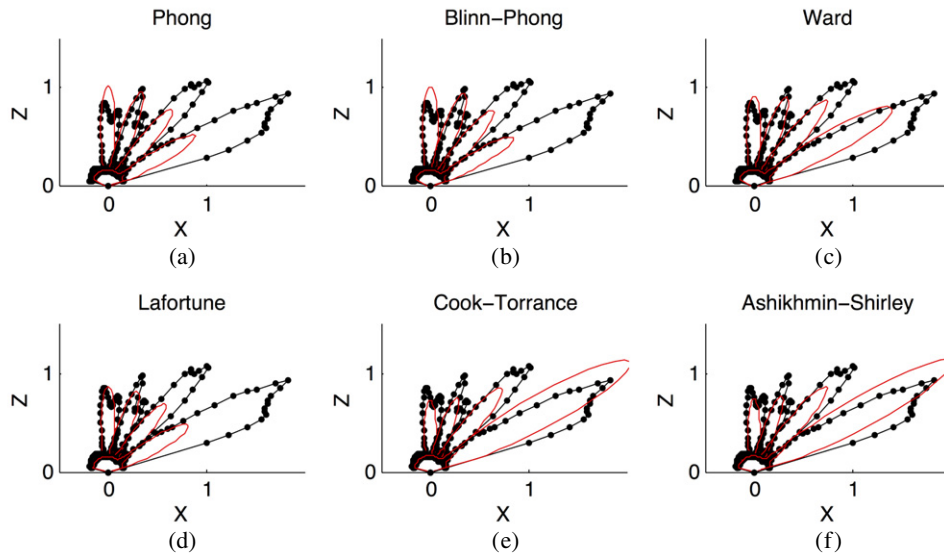 Phong
Blinn−Phong
Ward
1
Z
0
0
1
X
(a)
1
Z
0
0
1
X
(b)
1
Z
0
0
1
X
(c)
Lafortune
Cook−Torrance
Ashikhmin−Shirley
1
Z
0
0
1
X
(d)
1
Z
0
0
1
X
(e)
1
Z
0
0
1
X
(f)